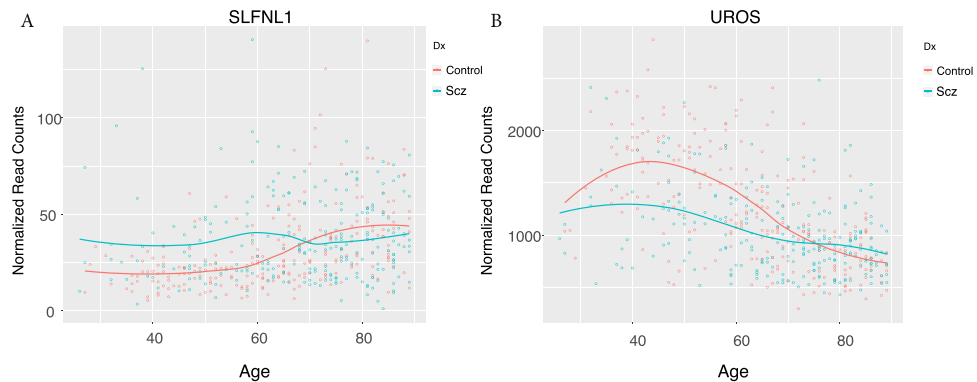 A
SLFNL1
Normalized Read Counts
100
50
0
40
60
80
Age
Dx
Control
Scz
B
UROS
Normalized Read Counts
2000
1000
40
60
80
Age
Dx
Control
Scz